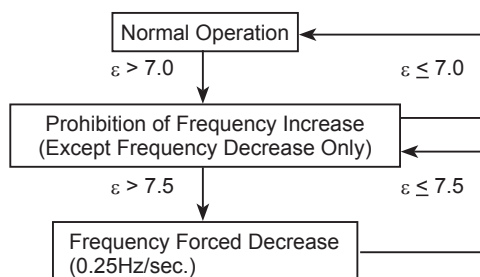 Normal Operation
ε > 7.0
ε ≤ 7.0
Prohibition of Frequency Increase
(Except Frequency Decrease Only)
ε > 7.5
ε ≤ 7.5
Frequency Forced Decrease
(0.25Hz/sec.)